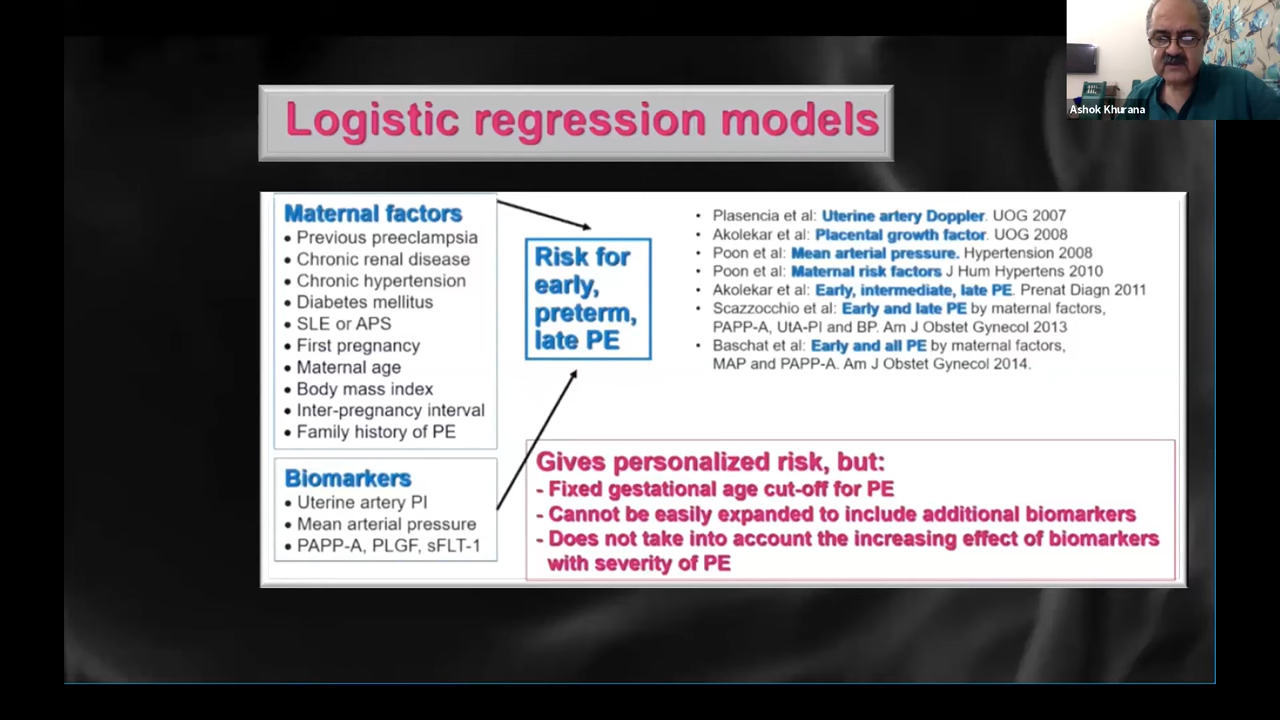 Ashok Khurana
Logistic regression models
Maternal factors
• Previous preeclampsia
• Chronic renal disease
• Chronic hypertension
• Diabetes mellitus
• SLE or APS
• First pregnancy
• Maternal age
• Body mass index
• Inter-pregnancy interval
• Family history of PE
Biomarkers
• Uterine artery PI
• Mean arterial pressure
• PAPP-A, PLGF, sFLT-1
Risk for
early,
preterm,
late PE
• Plasencia et al: Uterine artery Doppler. UOG 2007
• Akolekar et al: Placental growth factor. UOG 2008
• Poon et al: Mean arterial pressure. Hypertension 2008
• Poon et al: Maternal risk factors J Hum Hypertens 2010
• Akolekar et al: Early, intermediate, late PE. Prenat Diagn 2011
• Scazzocchio et al: Early and late PE by maternal factors,
PAPP-A, UtA-PI and BP. Am J Obstet Gynecol 2013
• Baschat et al: Early and all PE by maternal factors,
MAP and PAPP-A. Am J Obstet Gynecol 2014.
Gives personalized risk, but:
- Fixed gestational age cut-off for PE
- Cannot be easily expanded to include additional biomarkers
- Does not take into account the increasing effect of biomarkers
with severity of PE